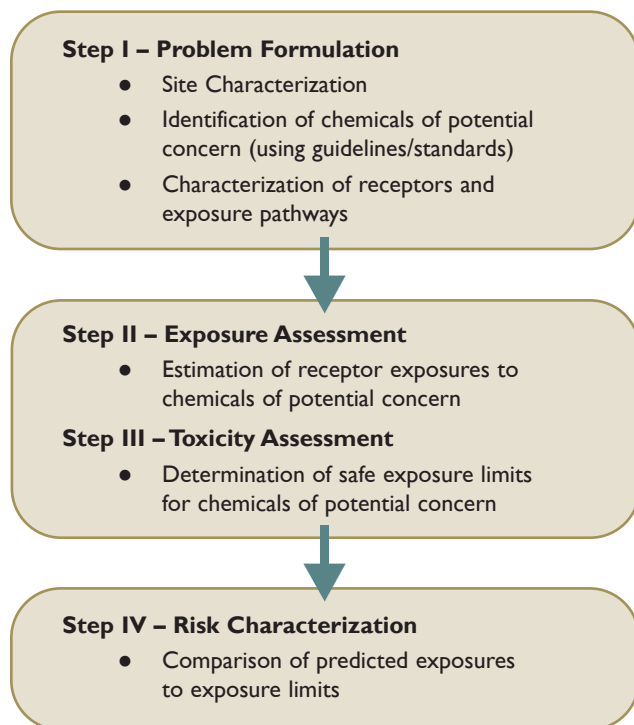 Step I – Problem Formulation
● Site Characterization
● Identification of chemicals of potential
concern (using guidelines/standards)
● Characterization of receptors and
exposure pathways
Step II – Exposure Assessment
● Estimation of receptor exposures to
chemicals of potential concern
Step III – Toxicity Assessment
● Determination of safe exposure limits
for chemicals of potential concern
Step IV – Risk Characterization
● Comparison of predicted exposures
to exposure limits